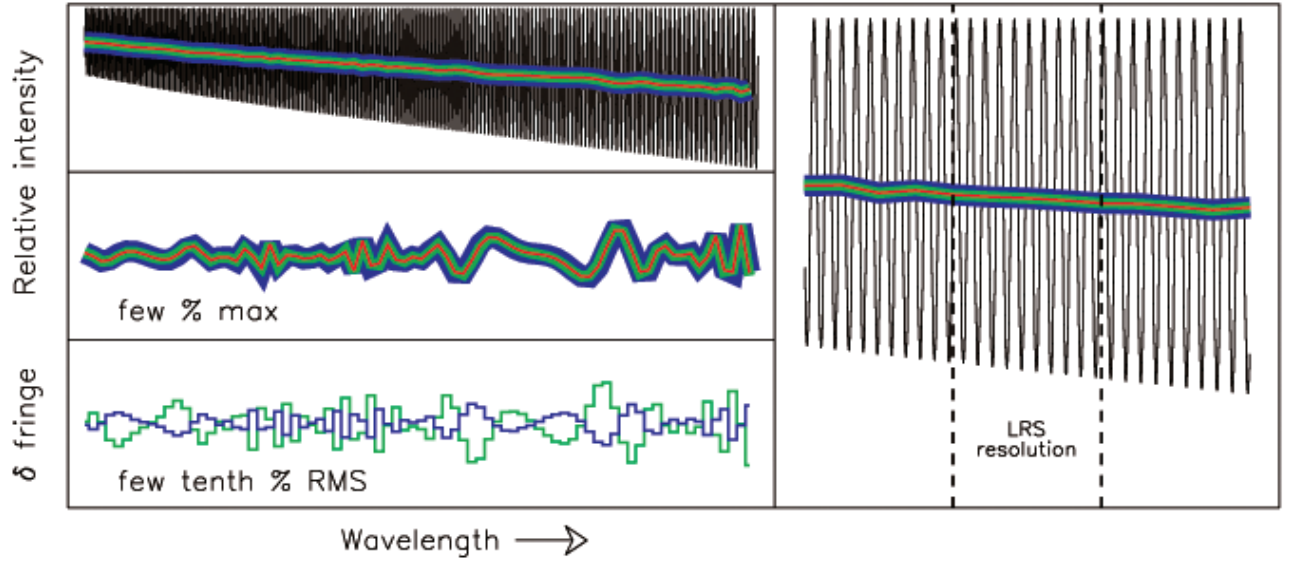 Relative intensity
few % max
δ fringe
few tenth % RMS
LRS
resolution
Wavelength